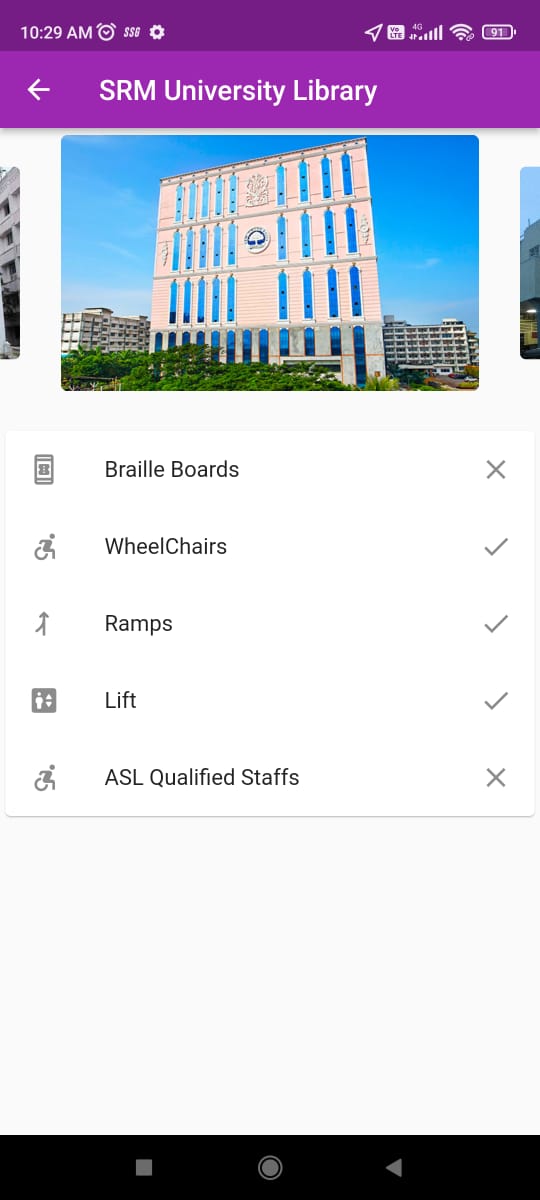 10:29 AM SSG Vo LTE 4G 91
SRM University Library
Braille Boards
WheelChairs
Ramps
Lift
ASL Qualified Staffs